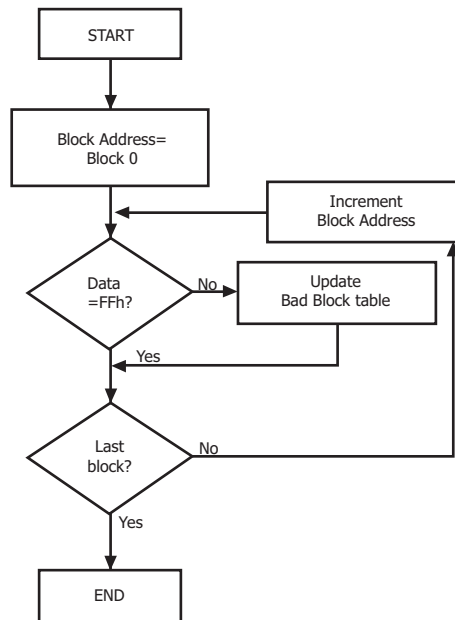 START
Block Address=
Block 0
Increment
Block Address
Data
=FFh?
No
Update
Bad Block table
Yes
Last
block?
No
Yes
END